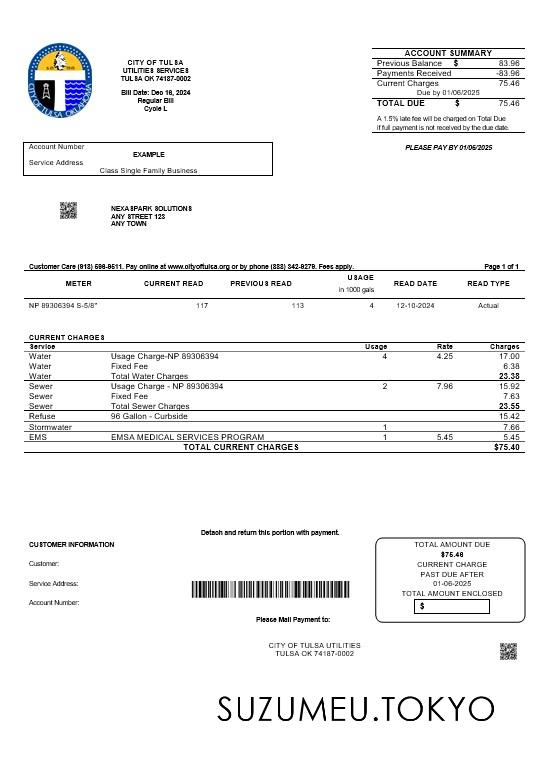 CITY OF TULSA OKLAHOMA
CITY OF TULSA
UTILITIES SERVICES
TULSA OK 74187-0002
Bill Date: Dec 16, 2024
Regular Bill
Cycle L
ACCOUNT SUMMARY
Previous Balance $ 83.96
Payments Received -83.96
Current Charges 75.46
Due by 01/06/2025
TOTAL DUE $ 75.46
A 1.5% late fee will be charged on Total Due
if full payment is not received by the due date.
PLEASE PAY BY 01/06/2025
Account Number
EXAMPLE
Service Address
Class Single Family Business
NEXASPARK SOLUTIONS
ANY STREET 123
ANY TOWN
Customer Care (918) 596-9511. Pay online at www.cityoftulsa.org or by phone (888) 342-9279. Fees apply. Page 1 of 1
METER CURRENT READ PREVIOUS READ USAGE in 1000 gals READ DATE READ TYPE
NP 89306394 S-5/8" 117 113 4 12-10-2024 Actual
CURRENT CHARGES
Service Usage Rate Charges
Water Usage Charge-NP 89306394 4 4.25 17.00
Water Fixed Fee 6.38
Water Total Water Charges 23.38
Sewer Usage Charge - NP 89306394 2 7.96 15.92
Sewer Fixed Fee 7.63
Sewer Total Sewer Charges 23.55
Refuse 96 Gallon - Curbside 15.42
Stormwater 1 7.66
EMS EMSA MEDICAL SERVICES PROGRAM 1 5.45 5.45
TOTAL CURRENT CHARGES $75.40
Detach and return this portion with payment.
CUSTOMER INFORMATION
Customer:
Service Address:
Account Number:
Please Mail Payment to:
CITY OF TULSA UTILITIES
TULSA OK 74187-0002
TOTAL AMOUNT DUE
$75.46
CURRENT CHARGE
PAST DUE AFTER
01-06-2025
TOTAL AMOUNT ENCLOSED
$
SUZUMEU.TOKYO